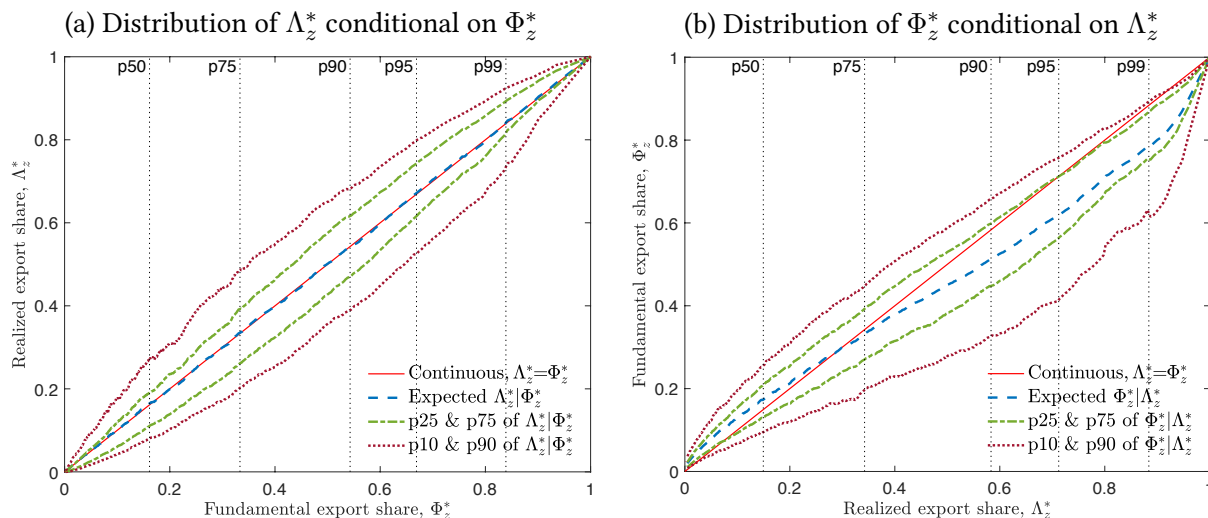 (a) Distribution of Λ*z conditional on Φ*z
p50 p75 p90 p95 p99
1
0.8
0.6
0.4
0.2
0
Realized export share, Λ*z
Continuous, Λ*z=Φ*z
Expected Λ*z|Φ*z
p25 & p75 of Λ*z|Φ*z
p10 & p90 of Λ*z|Φ*z
0 0.2 0.4 0.6 0.8 1
Fundamental export share, Φ*z
(b) Distribution of Φ*z conditional on Λ*z
p50 p75 p90 p95 p99
1
0.8
0.6
0.4
0.2
0
Fundamental export share, Φ*z
Continuous, Λ*z=Φ*z
Expected Φ*z|Λ*z
p25 & p75 of Φ*z|Λ*z
p10 & p90 of Φ*z|Λ*z
0 0.2 0.4 0.6 0.8 1
Realized export share, Λ*z